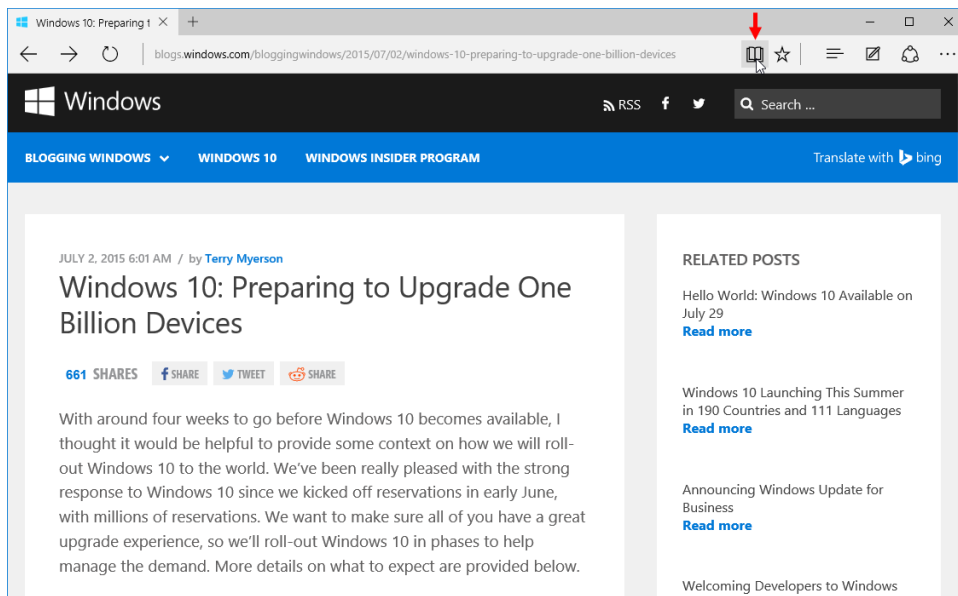 Windows 10: Preparing t
blogs.windows.com/bloggingwindows/2015/07/02/windows-10-preparing-to-upgrade-one-billion-devices
Windows
RSS
Search ...
BLOGGING WINDOWS WINDOWS 10 WINDOWS INSIDER PROGRAM
Translate with bing
JULY 2, 2015 6:01 AM / by Terry Myerson
Windows 10: Preparing to Upgrade One
Billion Devices
661 SHARES SHARE TWEET SHARE
With around four weeks to go before Windows 10 becomes available, I
thought it would be helpful to provide some context on how we will roll-
out Windows 10 to the world. We've been really pleased with the strong
response to Windows 10 since we kicked off reservations in early June,
with millions of reservations. We want to make sure all of you have a great
upgrade experience, so we'll roll-out Windows 10 in phases to help
manage the demand. More details on what to expect are provided below.
RELATED POSTS
Hello World: Windows 10 Available on
July 29
Read more
Windows 10 Launching This Summer
in 190 Countries and 111 Languages
Read more
Announcing Windows Update for
Business
Read more
Welcoming Developers to Windows